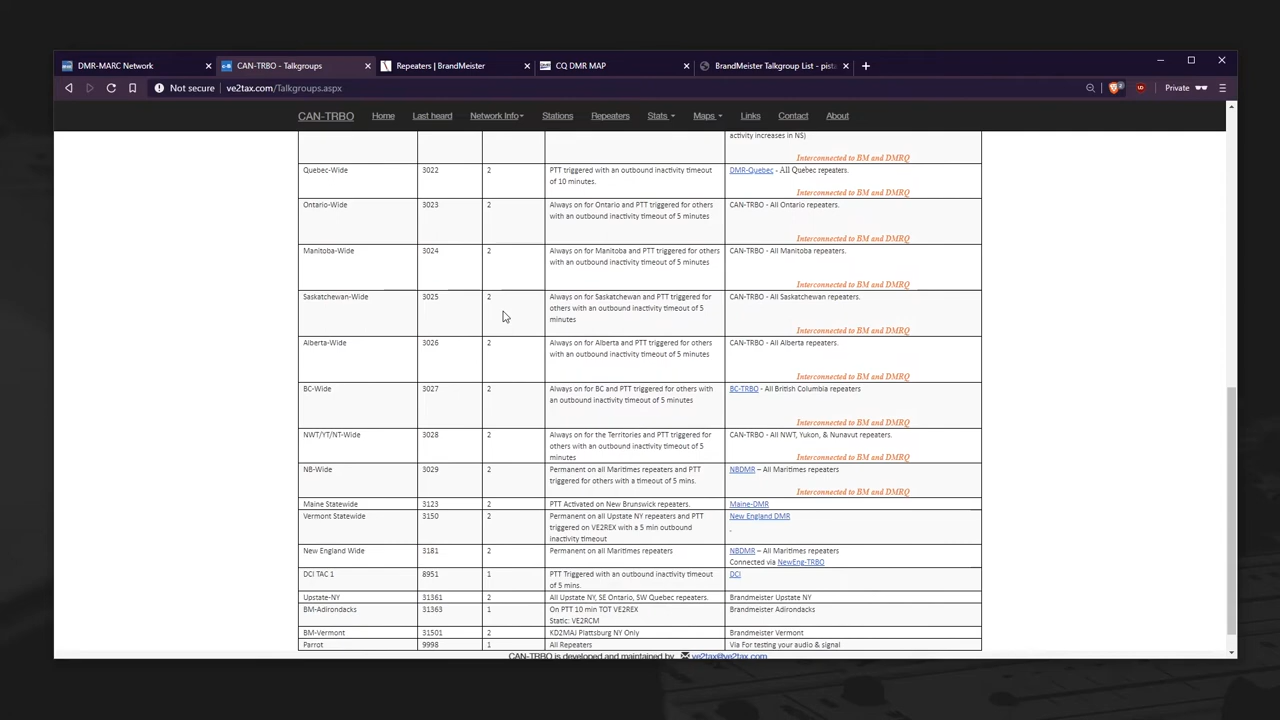 DMR-MARC Network
CAN-TRBO - Talkgroups
Repeaters | BrandMeister
CQ DMR MAP
BrandMeister Talkgroup List - pista
Not secure ve2tax.com/Talkgroups.aspx
Private
CAN-TRBO Home Last heard Network Info Stations Repeaters Stats Maps Links Contact About
activity increases in NS)
Interconnected to BM and DMRQ
Quebec-Wide 3022 2 PTT triggered with an outbound inactivity timeout DMR-Quebec - All Quebec repeaters.
of 10 minutes.
Interconnected to BM and DMRQ
Ontario-Wide 3023 2 Always on for Ontario and PTT triggered for others CAN-TRBO - All Ontario repeaters.
with an outbound inactivity timeout of 5 minutes
Interconnected to BM and DMRQ
Manitoba-Wide 3024 2 Always on for Manitoba and PTT triggered for others CAN-TRBO - All Manitoba repeaters.
with an outbound inactivity timeout of 5 minutes
Interconnected to BM and DMRQ
Saskatchewan-Wide 3025 2 Always on for Saskatchewan and PTT triggered for CAN-TRBO - All Saskatchewan repeaters.
others with an outbound inactivity timeout of 5
minutes
Interconnected to BM and DMRQ
Alberta-Wide 3026 2 Always on for Alberta and PTT triggered for others CAN-TRBO - All Alberta repeaters.
with an outbound inactivity timeout of 5 minutes
Interconnected to BM and DMRQ
BC-Wide 3027 2 Always on for BC and PTT triggered for others with BC-TRBO - All British Columbia repeaters
an outbound inactivity timeout of 5 minutes
Interconnected to BM and DMRQ
NWT/YT/NT-Wide 3028 2 Always on for the Territories and PTT triggered for CAN-TRBO - All NWT, Yukon, & Nunavut repeaters.
others with an outbound inactivity timeout of 5
minutes
Interconnected to BM and DMRQ
NB-Wide 3029 2 Permanent on all Maritimes repeaters and PTT NBDMR – All Maritimes repeaters
triggered for others with a timeout of 5 mins.
Interconnected to BM and DMRQ
Maine Statewide 3123 2 PTT Activated on New Brunswick repeaters. Maine-DMR
Vermont Statewide 3150 2 Permanent on all Upstate NY repeaters and PTT New England DMR
triggered on VE2REX with a 5 min outbound .
inactivity timeout
New England Wide 3181 2 Permanent on all Maritimes repeaters NBDMR – All Maritimes repeaters
Connected via NewEng-TRBO
DCI TAC 1 8951 1 PTT Triggered with an outbound inactivity timeout DCI
of 5 mins.
Upstate-NY 31361 2 All Upstate NY, SE Ontario, SW Quebec repeaters. Brandmeister Upstate NY
BM-Adirondacks 31363 1 On PTT 10 min TOT VE2REX Brandmeister Adirondacks
Static: VE2RCM
BM-Vermont 31501 2 KD2MAJ Plattsburg NY Only Brandmeister Vermont
Parrot 9998 1 All Repeaters Via For testing your audio & signal
CAN-TRBO is developed and maintained by ve2tax@ve2tax.com